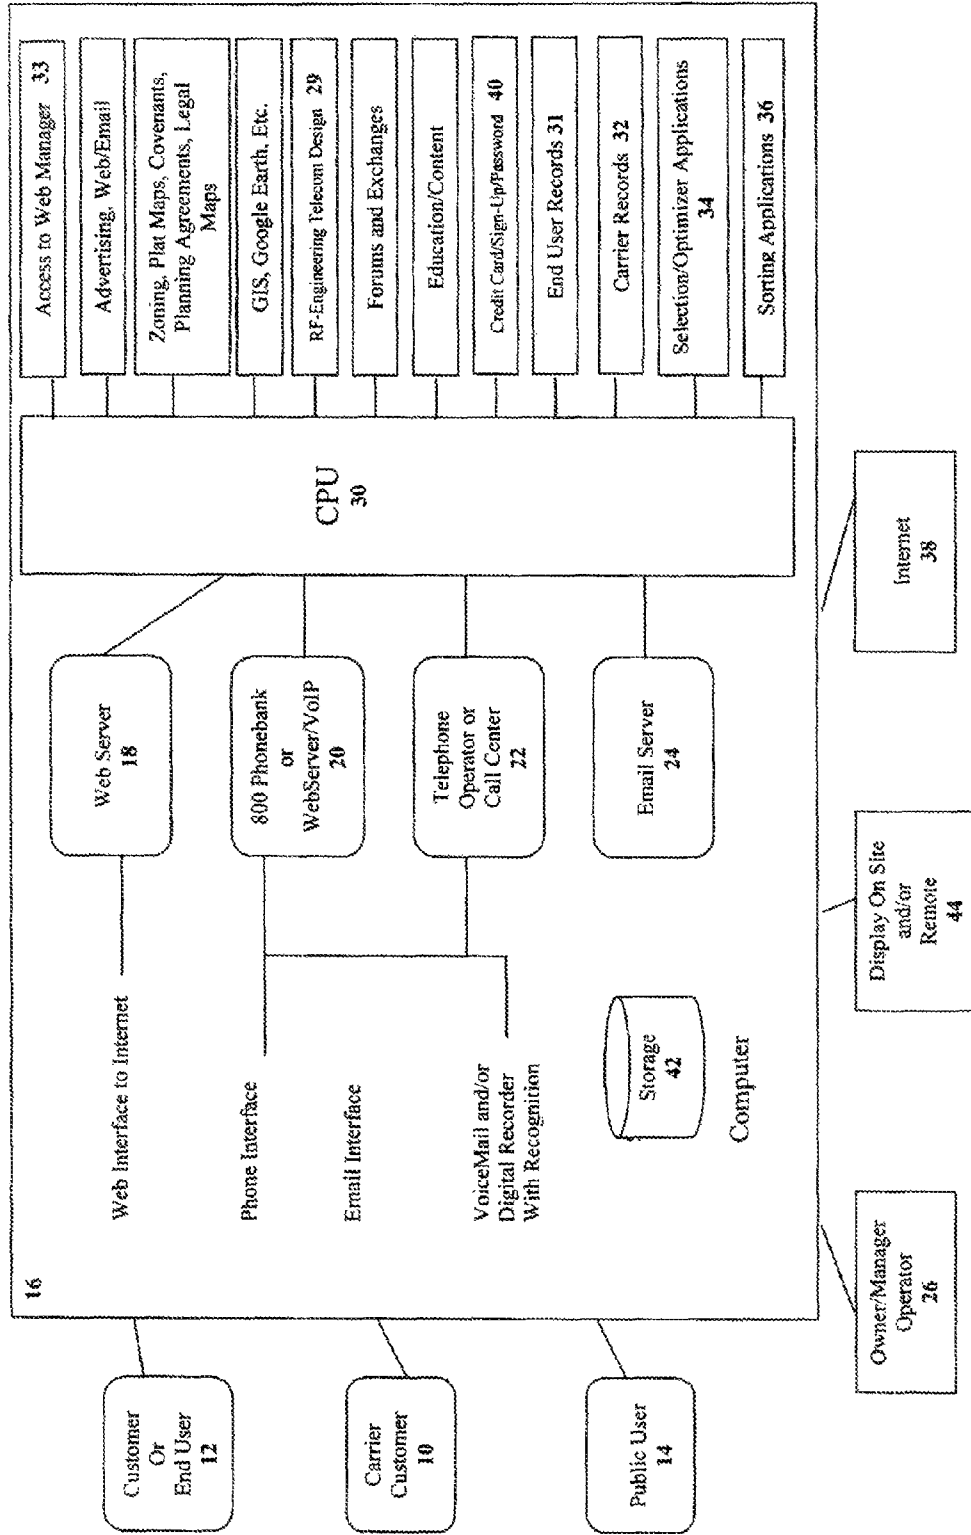 Customer
Or
End User
12
Carrier
Customer
10
Public User
14
16
Web Interface to Internet
Phone Interface
Email Interface
VoiceMail and/or
Digital Recorder
With Recognition
Storage
42
Computer
Web Server
18
800 Phonebank
or
WebServer/VoIP
20
Telephone
Operator or
Call Center
22
Email Server
24
CPU
30
Access to Web Manager 33
Advertising, Web/Email
Zoning, Plat Maps, Covenants,
Planning Agreements, Legal
Maps
GIS, Google Earth, Etc.
RF-Engineering Telecom Design 29
Forums and Exchanges
Education/Content
Credit Card/Sign-Up/Password 40
End User Records 31
Carrier Records 32
Selection/Optimizer Applications
34
Sorting Applications 36
Owner/Manager
Operator
26
Display On Site
and/or
Remote
44
Internet
38